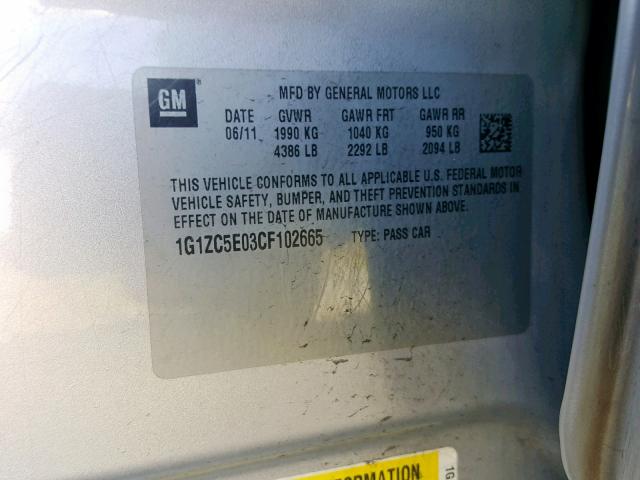 GM
MFD BY GENERAL MOTORS LLC
DATE GVWR GAWR FRT GAWR RR
06/11 1990 KG 1040 KG 950 KG
4386 LB 2292 LB 2094 LB
THIS VEHICLE CONFORMS TO ALL APPLICABLE U.S. FEDERAL MOTOR
VEHICLE SAFETY, BUMPER, AND THEFT PREVENTION STANDARDS IN
EFFECT ON THE DATE OF MANUFACTURE SHOWN ABOVE.
1G1ZC5E03CF102665 TYPE: PASS CAR